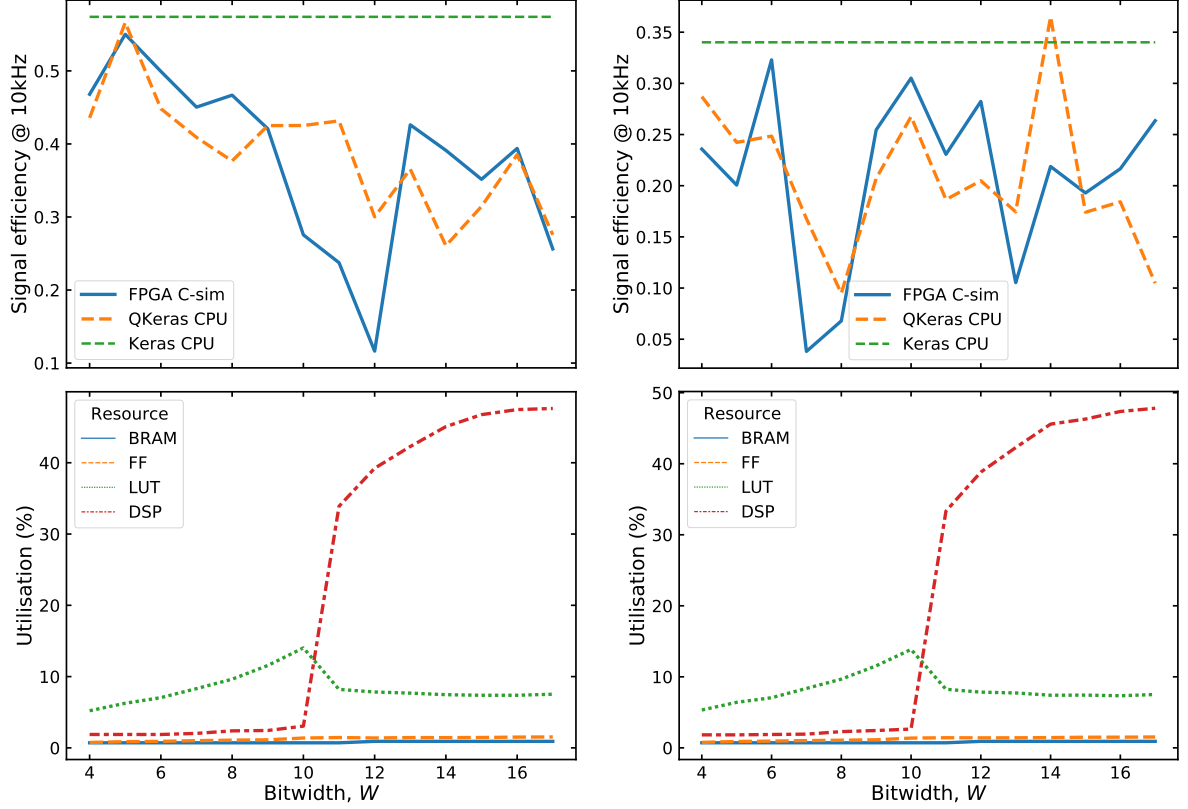 Signal efficiency @ 10kHz
0.5
0.4
0.3
0.2
0.1
FPGA C-sim
QKeras CPU
Keras CPU
Signal efficiency @ 10kHz
0.35
0.30
0.25
0.20
0.15
0.10
0.05
FPGA C-sim
QKeras CPU
Keras CPU
Utilisation (%)
40
30
20
10
0
Resource
BRAM
FF
LUT
DSP
4 6 8 10 12 14 16
Bitwidth, W
Utilisation (%)
50
40
30
20
10
0
Resource
BRAM
FF
LUT
DSP
4 6 8 10 12 14 16
Bitwidth, W